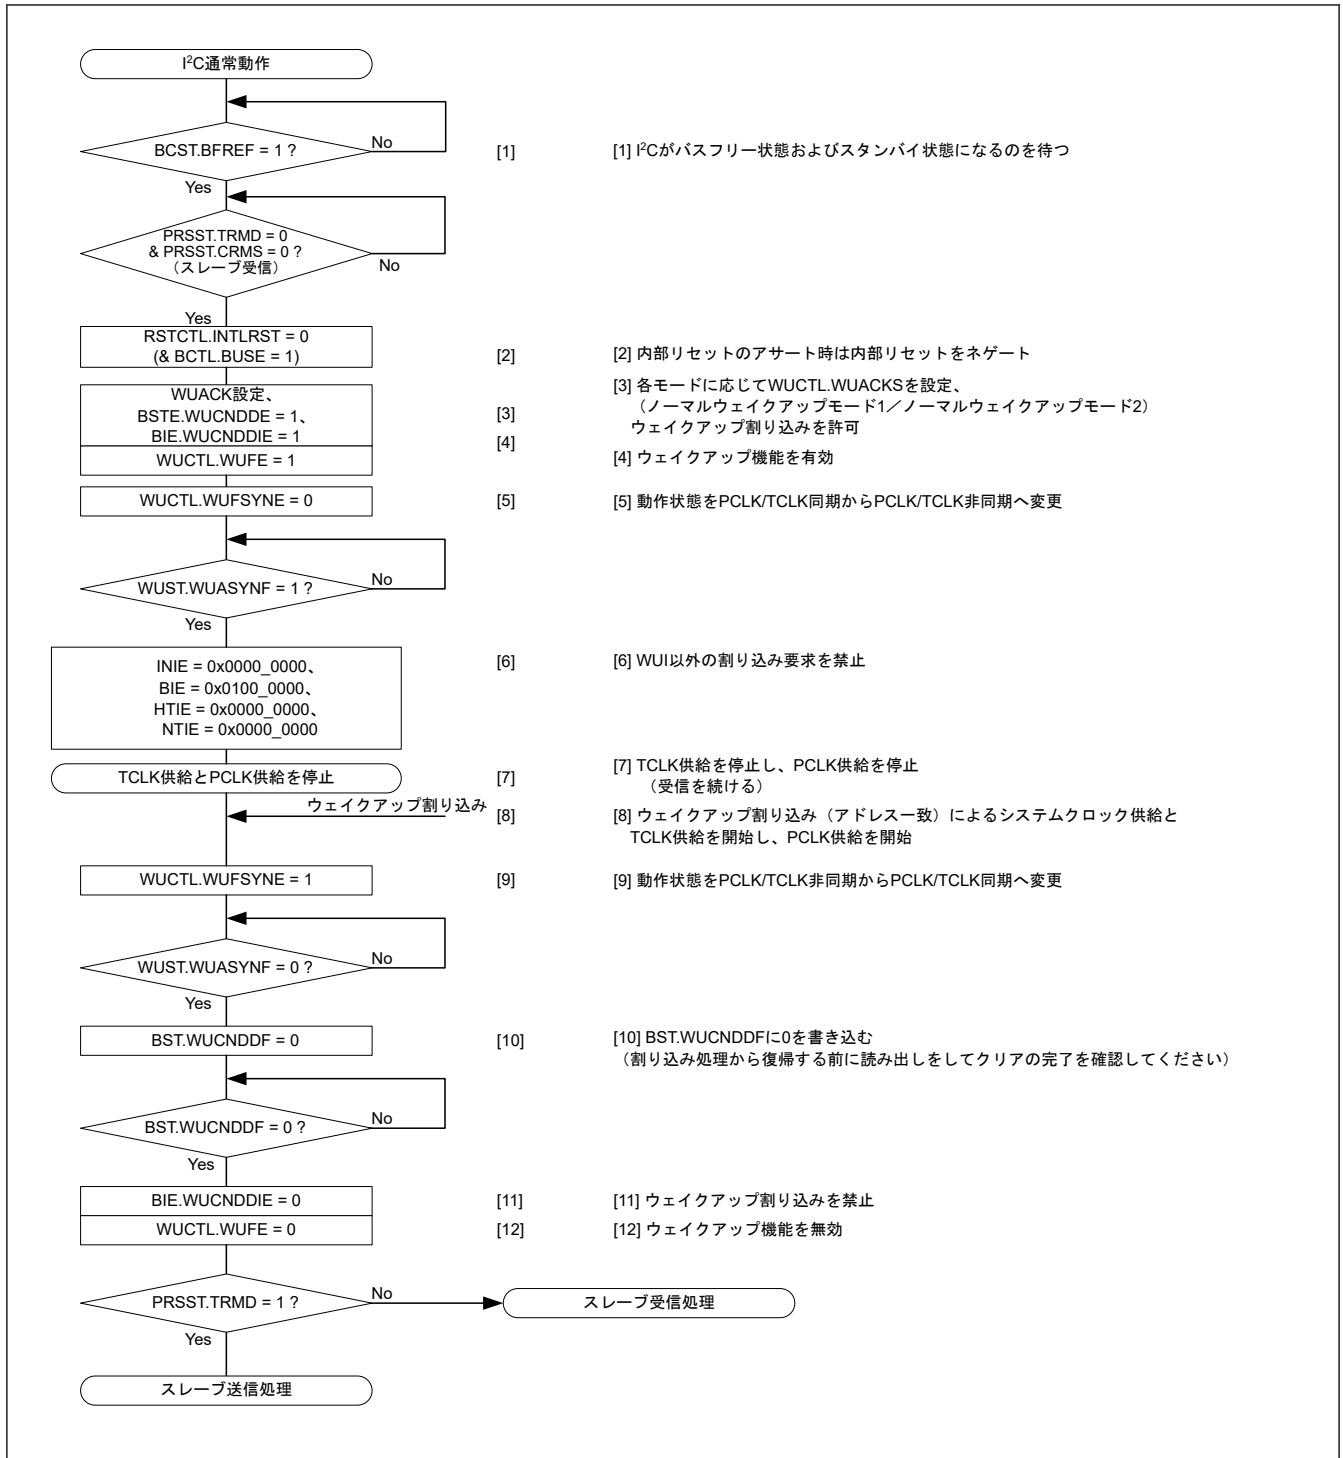 I²C通常動作
BCST.BFREF = 1 ?
No
[1]
[1] I²Cがバスフリー状態およびスタンバイ状態になるのを待つ
Yes
PRSST.TRMD = 0
& PRSST.CRMS = 0 ?
（スレーブ受信）
No
Yes
RSTCTL.INTLRST = 0
(& BCTL.BUSE = 1)
[2]
[2] 内部リセットのアサート時は内部リセットをネゲート
WUACK設定、
BSTE.WUCNDDE = 1、
BIE.WUCNDDIE = 1
[3]
[3] 各モードに応じてWUCTL.WUACKSを設定、
（ノーマルウェイクアップモード1／ノーマルウェイクアップモード2）
ウェイクアップ割り込みを許可
WUCTL.WUFE = 1
[4]
[4] ウェイクアップ機能を有効
WUCTL.WUFSYNE = 0
[5]
[5] 動作状態をPCLK/TCLK同期からPCLK/TCLK非同期へ変更
WUST.WUASYNF = 1 ?
No
Yes
INIE = 0x0000_0000、
BIE = 0x0100_0000、
HTIE = 0x0000_0000、
NTIE = 0x0000_0000
[6]
[6] WUI以外の割り込み要求を禁止
TCLK供給とPCLK供給を停止
[7]
[7] TCLK供給を停止し、PCLK供給を停止
（受信を続ける）
ウェイクアップ割り込み
[8]
[8] ウェイクアップ割り込み（アドレス一致）によるシステムクロック供給と
TCLK供給を開始し、PCLK供給を開始
WUCTL.WUFSYNE = 1
[9]
[9] 動作状態をPCLK/TCLK非同期からPCLK/TCLK同期へ変更
WUST.WUASYNF = 0 ?
No
Yes
BST.WUCNDDF = 0
[10]
[10] BST.WUCNDDFに0を書き込む
（割り込み処理から復帰する前に読み出しをしてクリアの完了を確認してください）
BST.WUCNDDF = 0 ?
No
Yes
BIE.WUCNDDIE = 0
[11]
[11] ウェイクアップ割り込みを禁止
WUCTL.WUFE = 0
[12]
[12] ウェイクアップ機能を無効
PRSST.TRMD = 1 ?
No
スレーブ受信処理
Yes
スレーブ送信処理